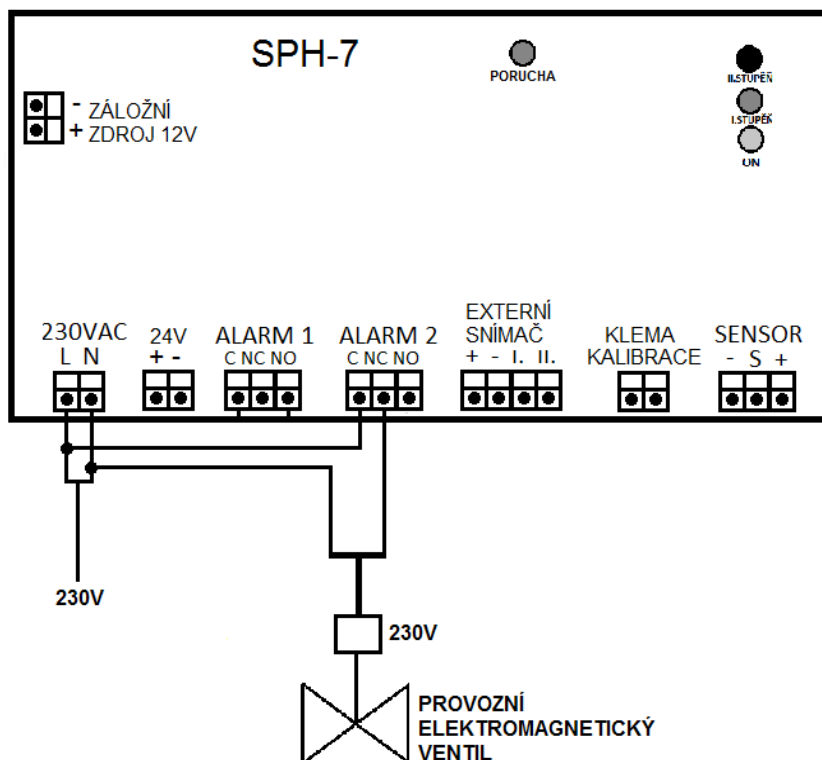 SPH-7
PORUCHA
II.STUPEŇ
I.STUPEŇ
ON
- ZÁLOŽNÍ
+ ZDROJ 12V
230VAC
L N
24V
+ -
ALARM 1
C NC NO
ALARM 2
C NC NO
EXTERNÍ
SNÍMAČ
+ - I. II.
KLEMA
KALIBRACE
SENSOR
- S +
230V
230V
PROVOZNÍ
ELEKTROMAGNETICKÝ
VENTIL